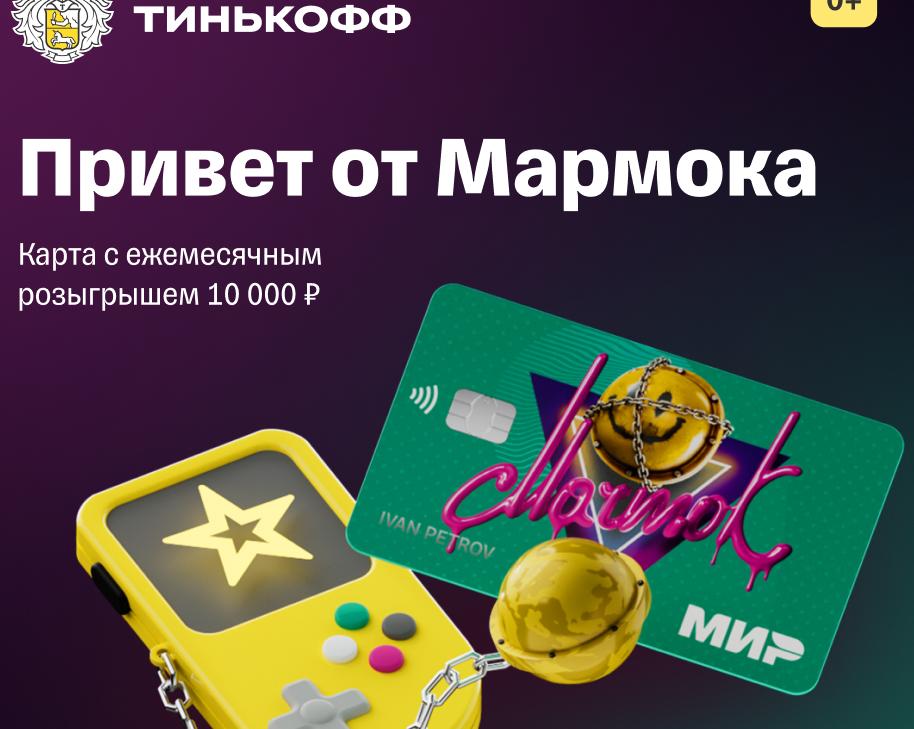 ТИНЬКОФФ
0+
Привет от Мармока
Карта с ежемесячным
розыгрышем 10 000 ₽
Marmok
IVAN PETROV
МИР